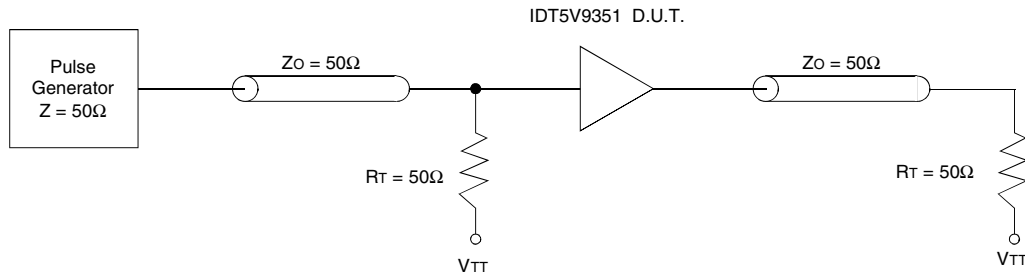 IDT5V9351 D.U.T.
Pulse
Generator
Z = 50Ω
ZO = 50Ω
ZO = 50Ω
RT = 50Ω
RT = 50Ω
VTT
VTT